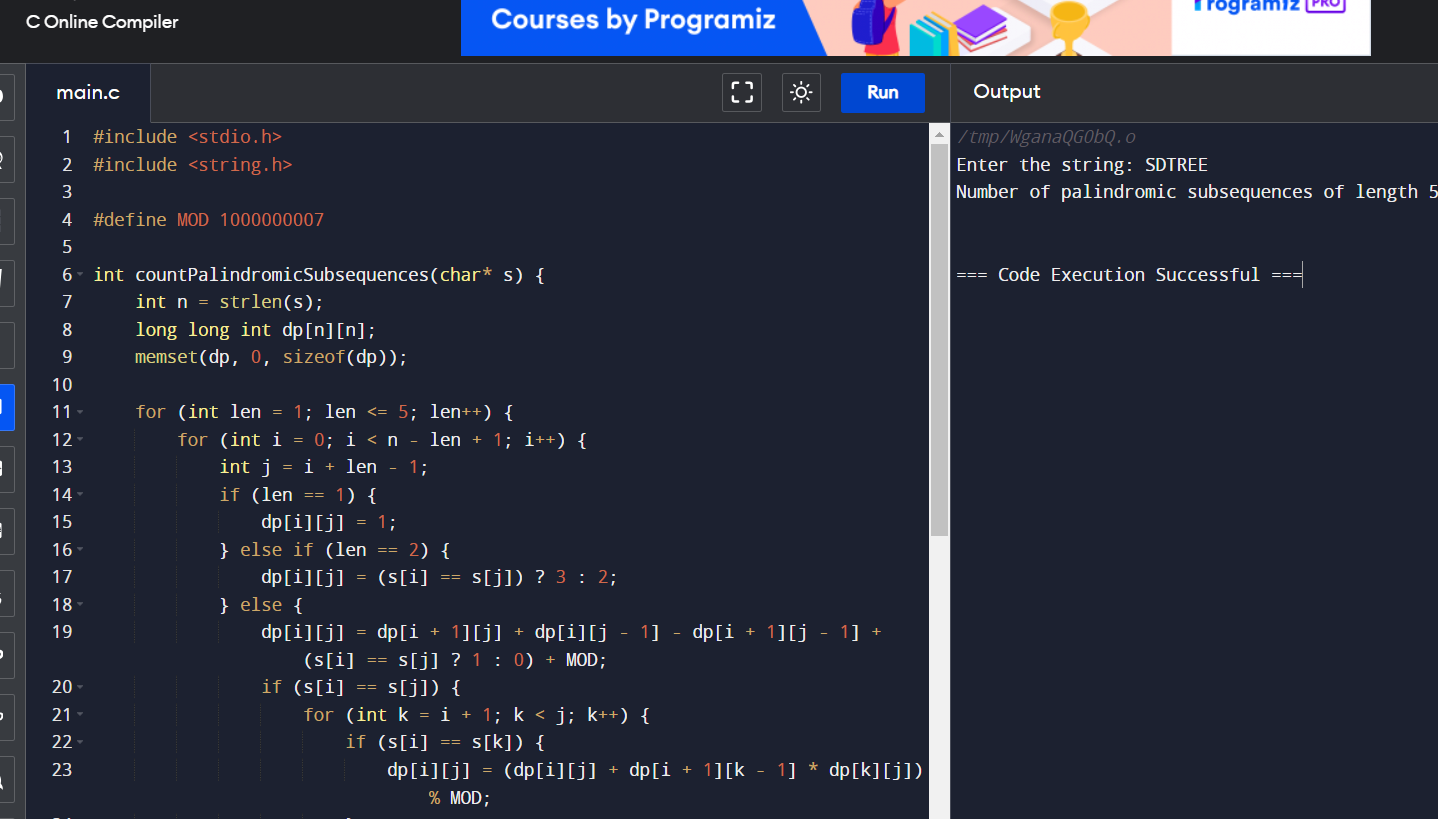 C Online Compiler
Courses by Programiz
Programiz PRO
main.c
Run
Output
1 #include <stdio.h>
2 #include <string.h>
3
4 #define MOD 1000000007
5
6 int countPalindromicSubsequences(char* s) {
7     int n = strlen(s);
8     long long int dp[n][n];
9     memset(dp, 0, sizeof(dp));
10
11     for (int len = 1; len <= 5; len++) {
12         for (int i = 0; i < n - len + 1; i++) {
13             int j = i + len - 1;
14             if (len == 1) {
15                 dp[i][j] = 1;
16             } else if (len == 2) {
17                 dp[i][j] = (s[i] == s[j]) ? 3 : 2;
18             } else {
19                 dp[i][j] = dp[i + 1][j] + dp[i][j - 1] - dp[i + 1][j - 1] +
                    (s[i] == s[j] ? 1 : 0) + MOD;
20                 if (s[i] == s[j]) {
21                     for (int k = i + 1; k < j; k++) {
22                         if (s[i] == s[k]) {
23                             dp[i][j] = (dp[i][j] + dp[i + 1][k - 1] * dp[k][j])
                                % MOD;
/tmp/WganaQGObQ.o
Enter the string: SDTREE
Number of palindromic subsequences of length 5
=== Code Execution Successful ===